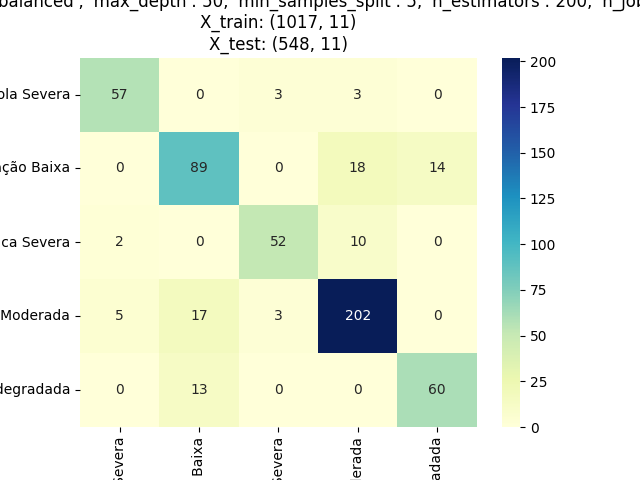 balanced', 'max_depth': 50, 'min_samples_split': 5, 'n_estimators': 200, 'n_job
X_train: (1017, 11)
X_test: (548, 11)
ola Severa 57 0 3 3 0
ação Baixa 0 89 0 18 14
ca Severa 2 0 52 10 0
Moderada 5 17 3 202 0
degradada 0 13 0 0 60
Severa Baixa Severa derada adada
200
175
150
125
100
75
50
25
0